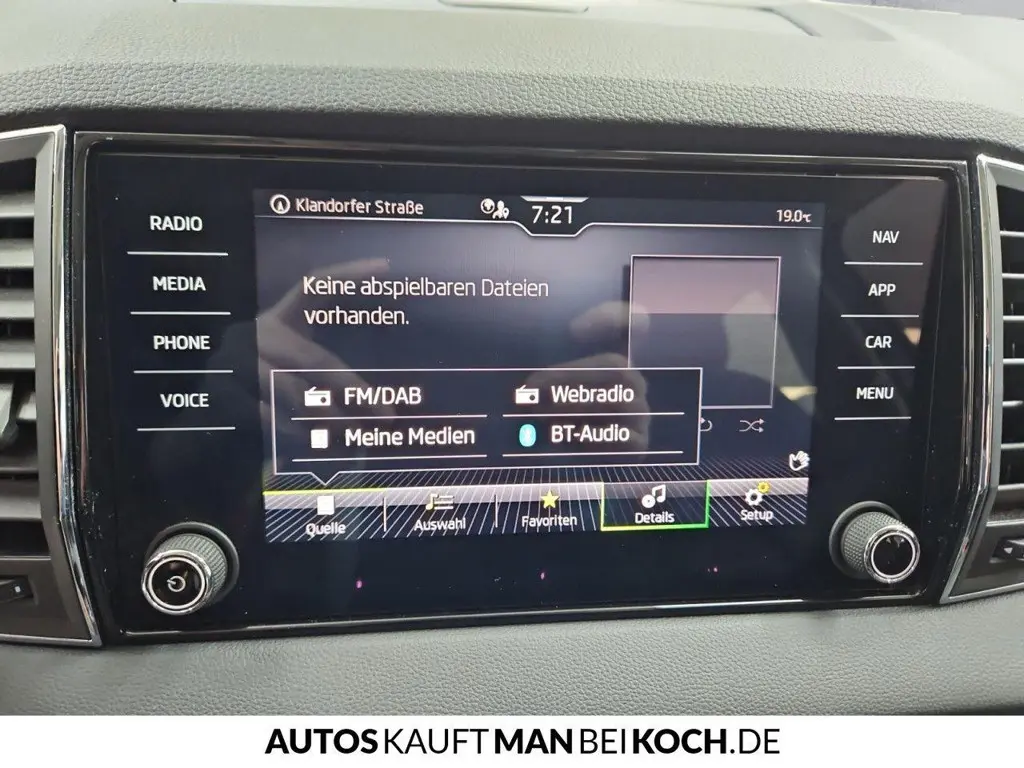 RADIO
MEDIA
PHONE
VOICE
Klandorfer Straße
7:21
19.0°C
Keine abspielbaren Dateien
vorhanden.
FM/DAB
Webradio
Meine Medien
BT-Audio
Quelle
Auswahl
Favoriten
Details
Setup
NAV
APP
CAR
MENU
AUTOSKAUFTMANBEIKOCH.DE